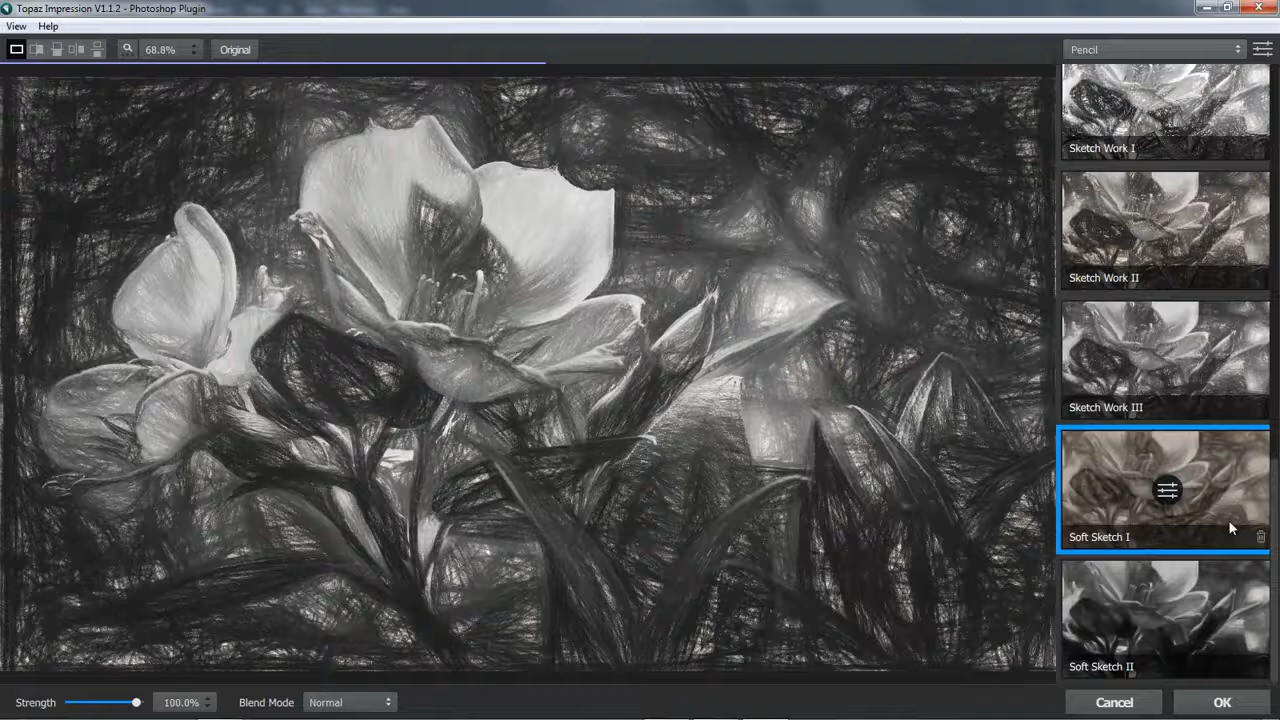 Topaz Impression V1.1.2 - Photoshop Plugin
View Help
68.8% Original
Pencil
Sketch Work I
Sketch Work II
Sketch Work III
Soft Sketch I
Soft Sketch II
Strength 100.0% Blend Mode Normal
Cancel OK